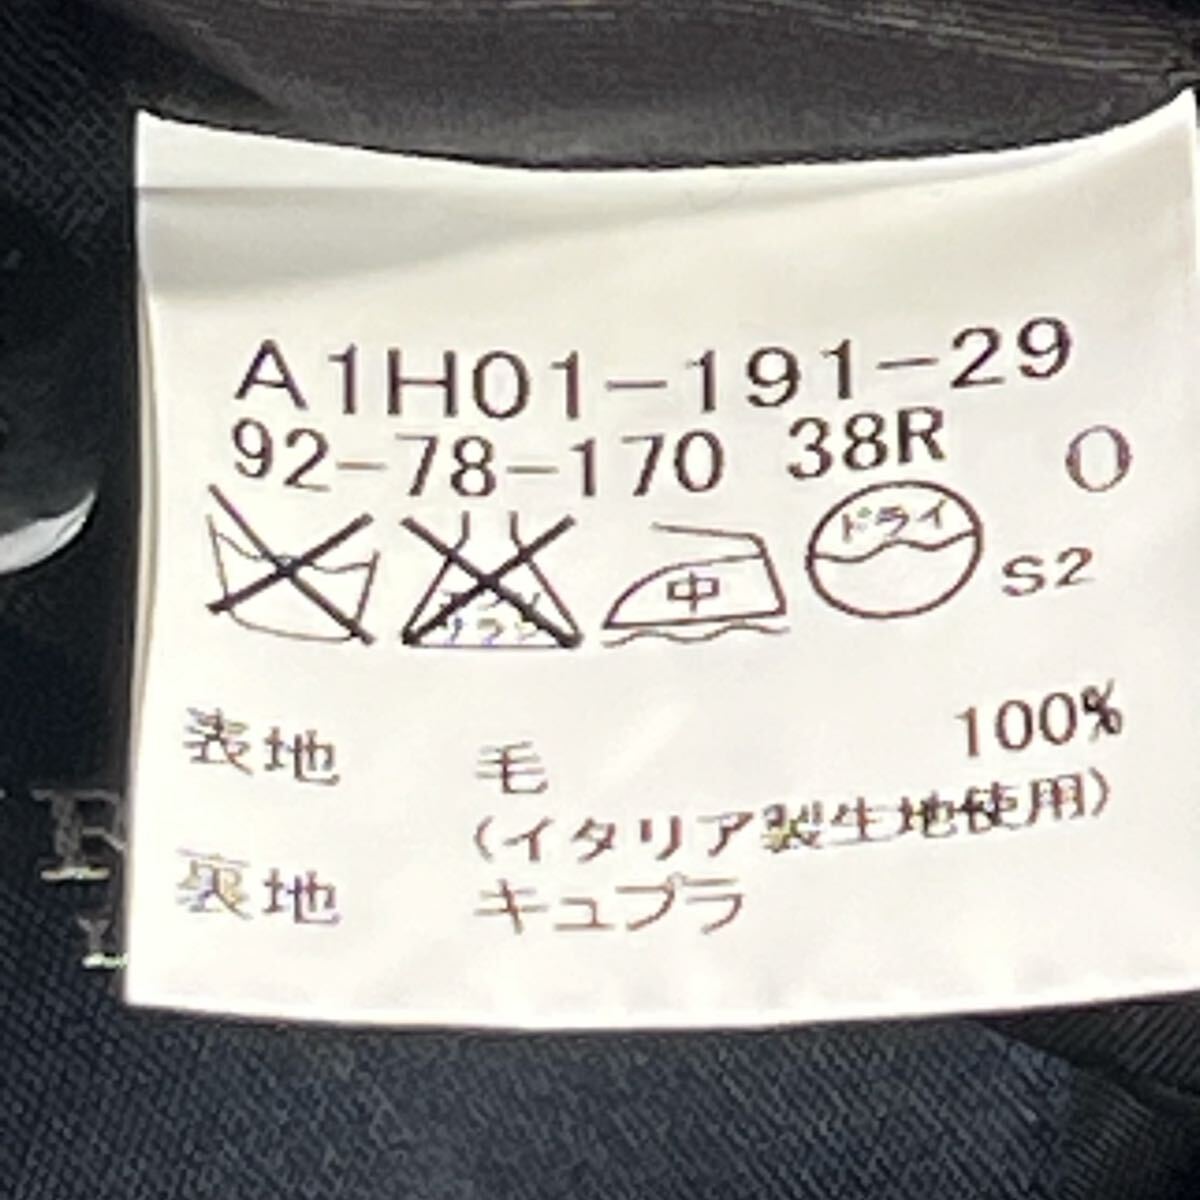 A1H01-191-29
92-78-170 38R O
中 ドライ S2
表地 毛 100%
(イタリア製生地使用)
裏地 キュプラ